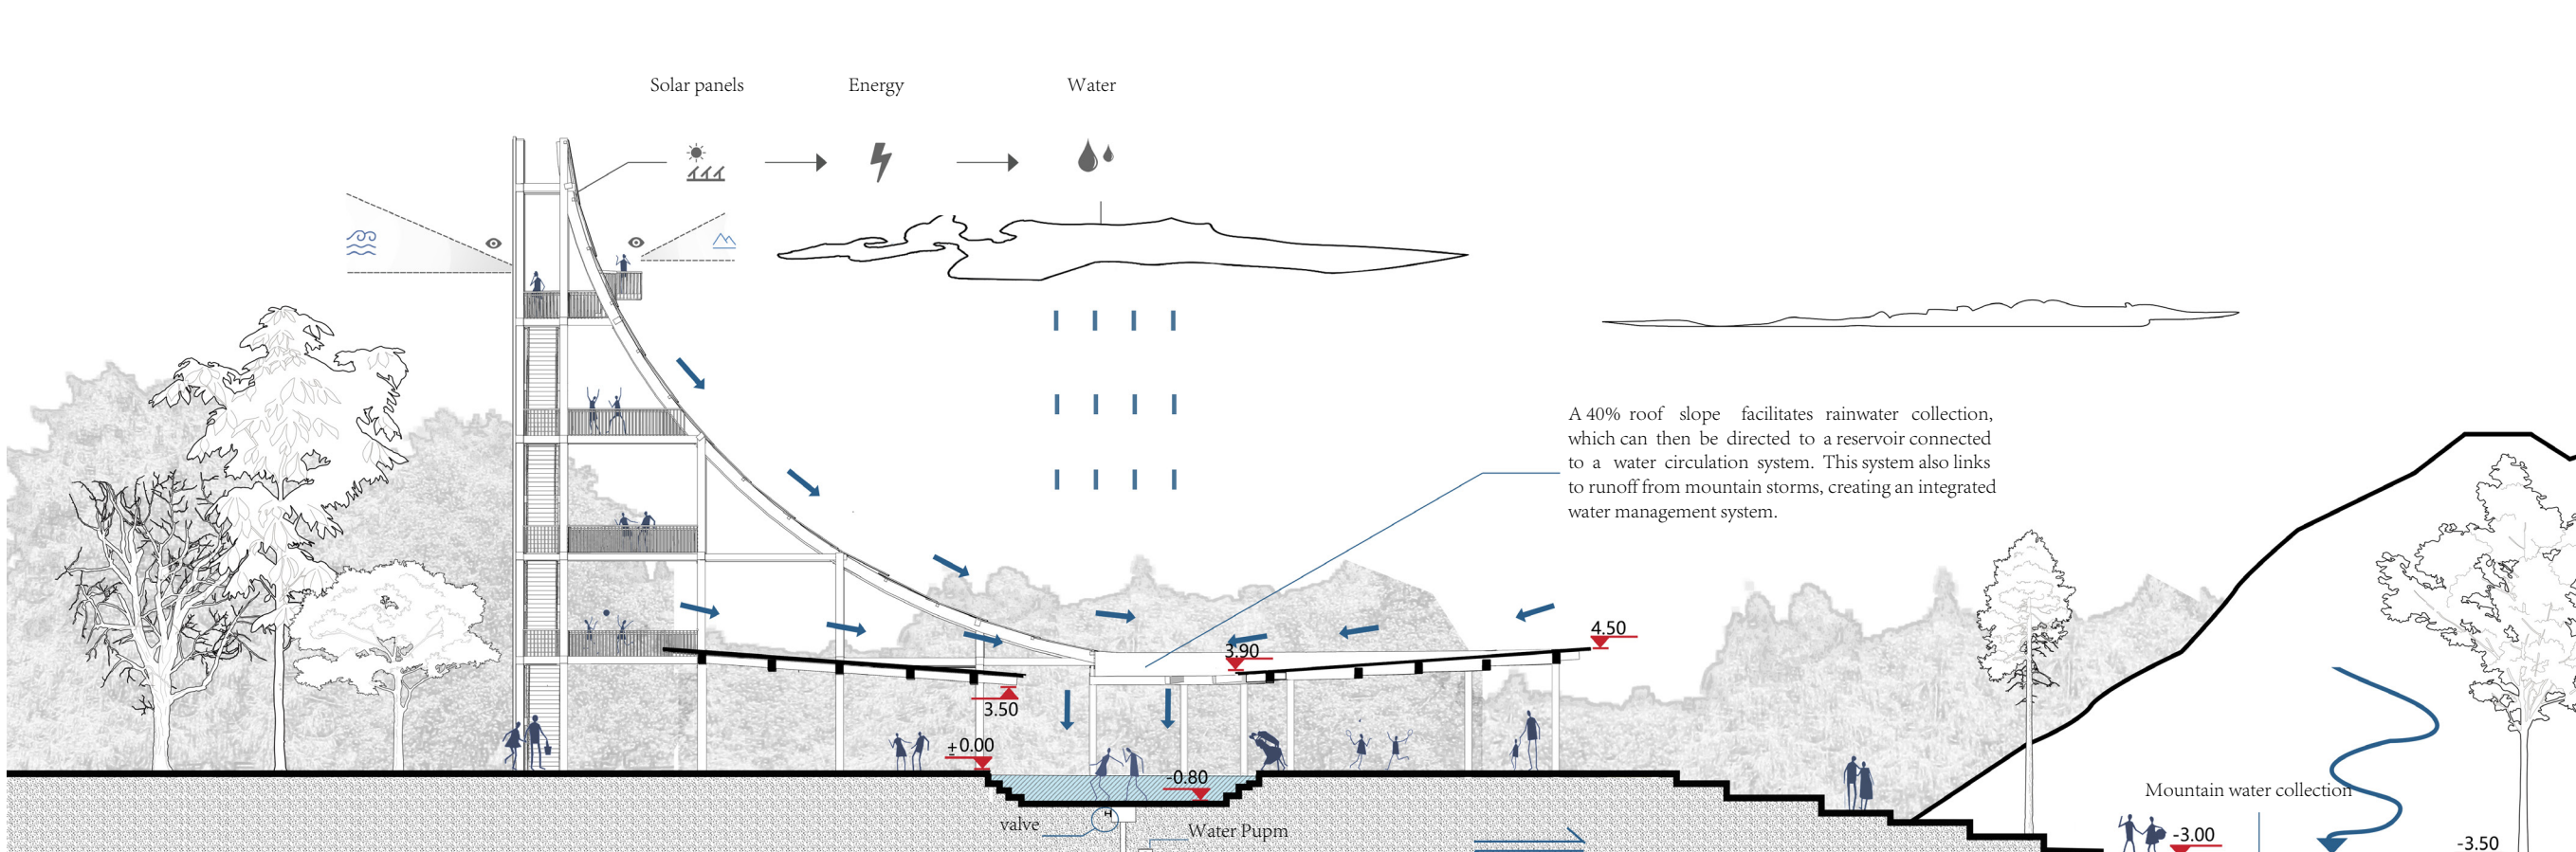 Solar panels
Energy
Water
A 40% roof slope facilitates rainwater collection,
which can then be directed to a reservoir connected
to a water circulation system. This system also links
to runoff from mountain storms, creating an integrated
water management system.
4.50
3.90
3.50
±0.00
-0.80
valve
Water Pupm
Mountain water collection
-3.00
-3.50